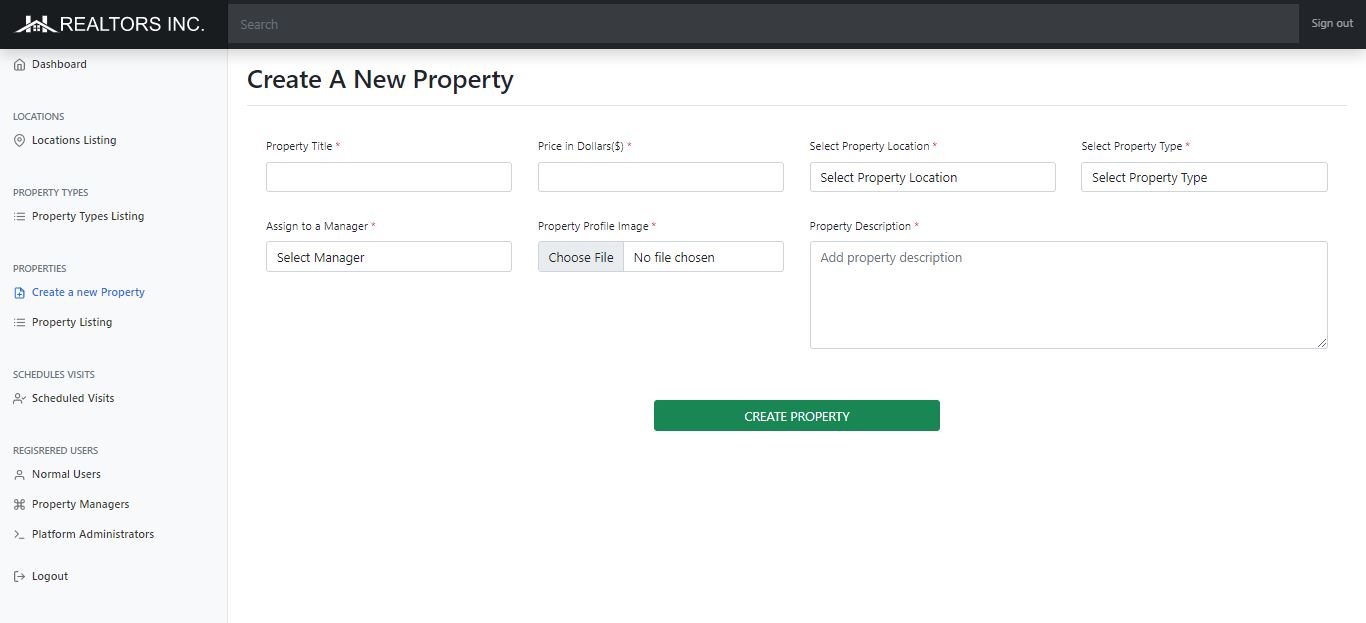 REALTORS INC.
Search
Sign out
Dashboard
LOCATIONS
Locations Listing
PROPERTY TYPES
Property Types Listing
PROPERTIES
Create a new Property
Property Listing
SCHEDULES VISITS
Scheduled Visits
REGISRERED USERS
Normal Users
Property Managers
Platform Administrators
Logout
Create A New Property
Property Title *
Price in Dollars($) *
Select Property Location *
Select Property Location
Select Property Type *
Select Property Type
Assign to a Manager *
Select Manager
Property Profile Image *
Choose File No file chosen
Property Description *
Add property description
CREATE PROPERTY